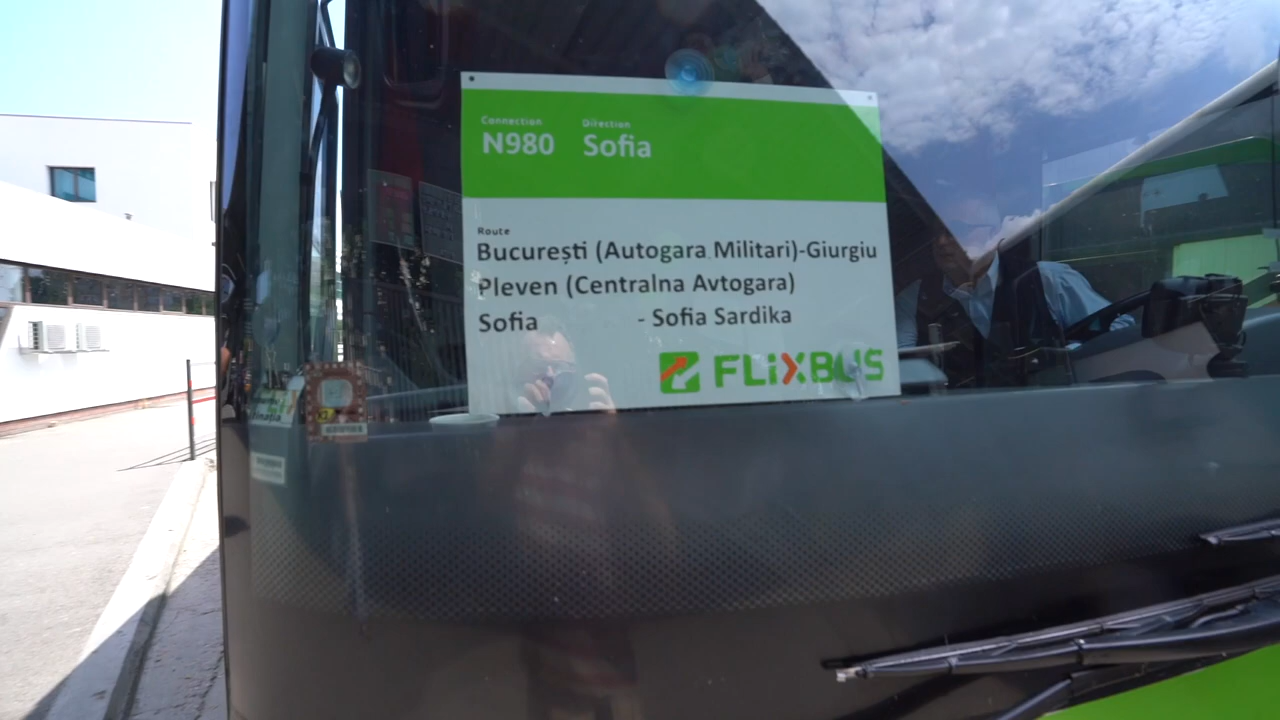 Connection Direction
N980 Sofia
Route
București (Autogara Militari)-Giurgiu
Pleven (Centralna Avtogara)
Sofia - Sofia Sardika
FLiXBUS